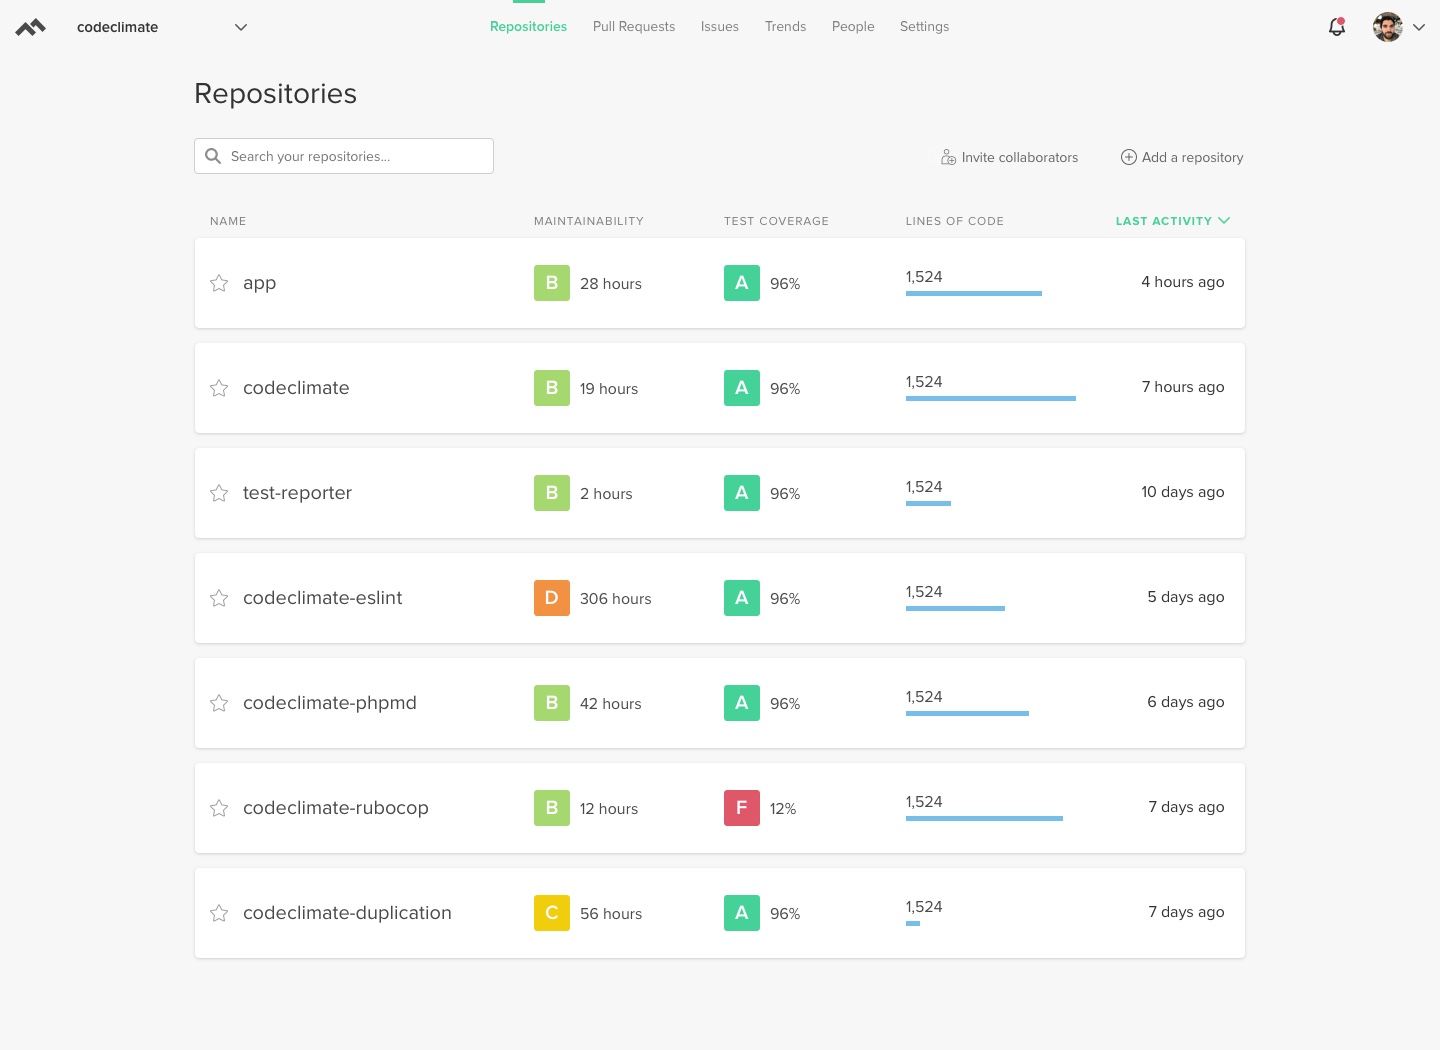 codeclimate
Repositories Pull Requests Issues Trends People Settings
Repositories
Search your repositories...
Invite collaborators Add a repository
NAME MAINTAINABILITY TEST COVERAGE LINES OF CODE LAST ACTIVITY
app B 28 hours A 96% 1,524 4 hours ago
codeclimate B 19 hours A 96% 1,524 7 hours ago
test-reporter B 2 hours A 96% 1,524 10 days ago
codeclimate-eslint D 306 hours A 96% 1,524 5 days ago
codeclimate-phpmd B 42 hours A 96% 1,524 6 days ago
codeclimate-rubocop B 12 hours F 12% 1,524 7 days ago
codeclimate-duplication C 56 hours A 96% 1,524 7 days ago